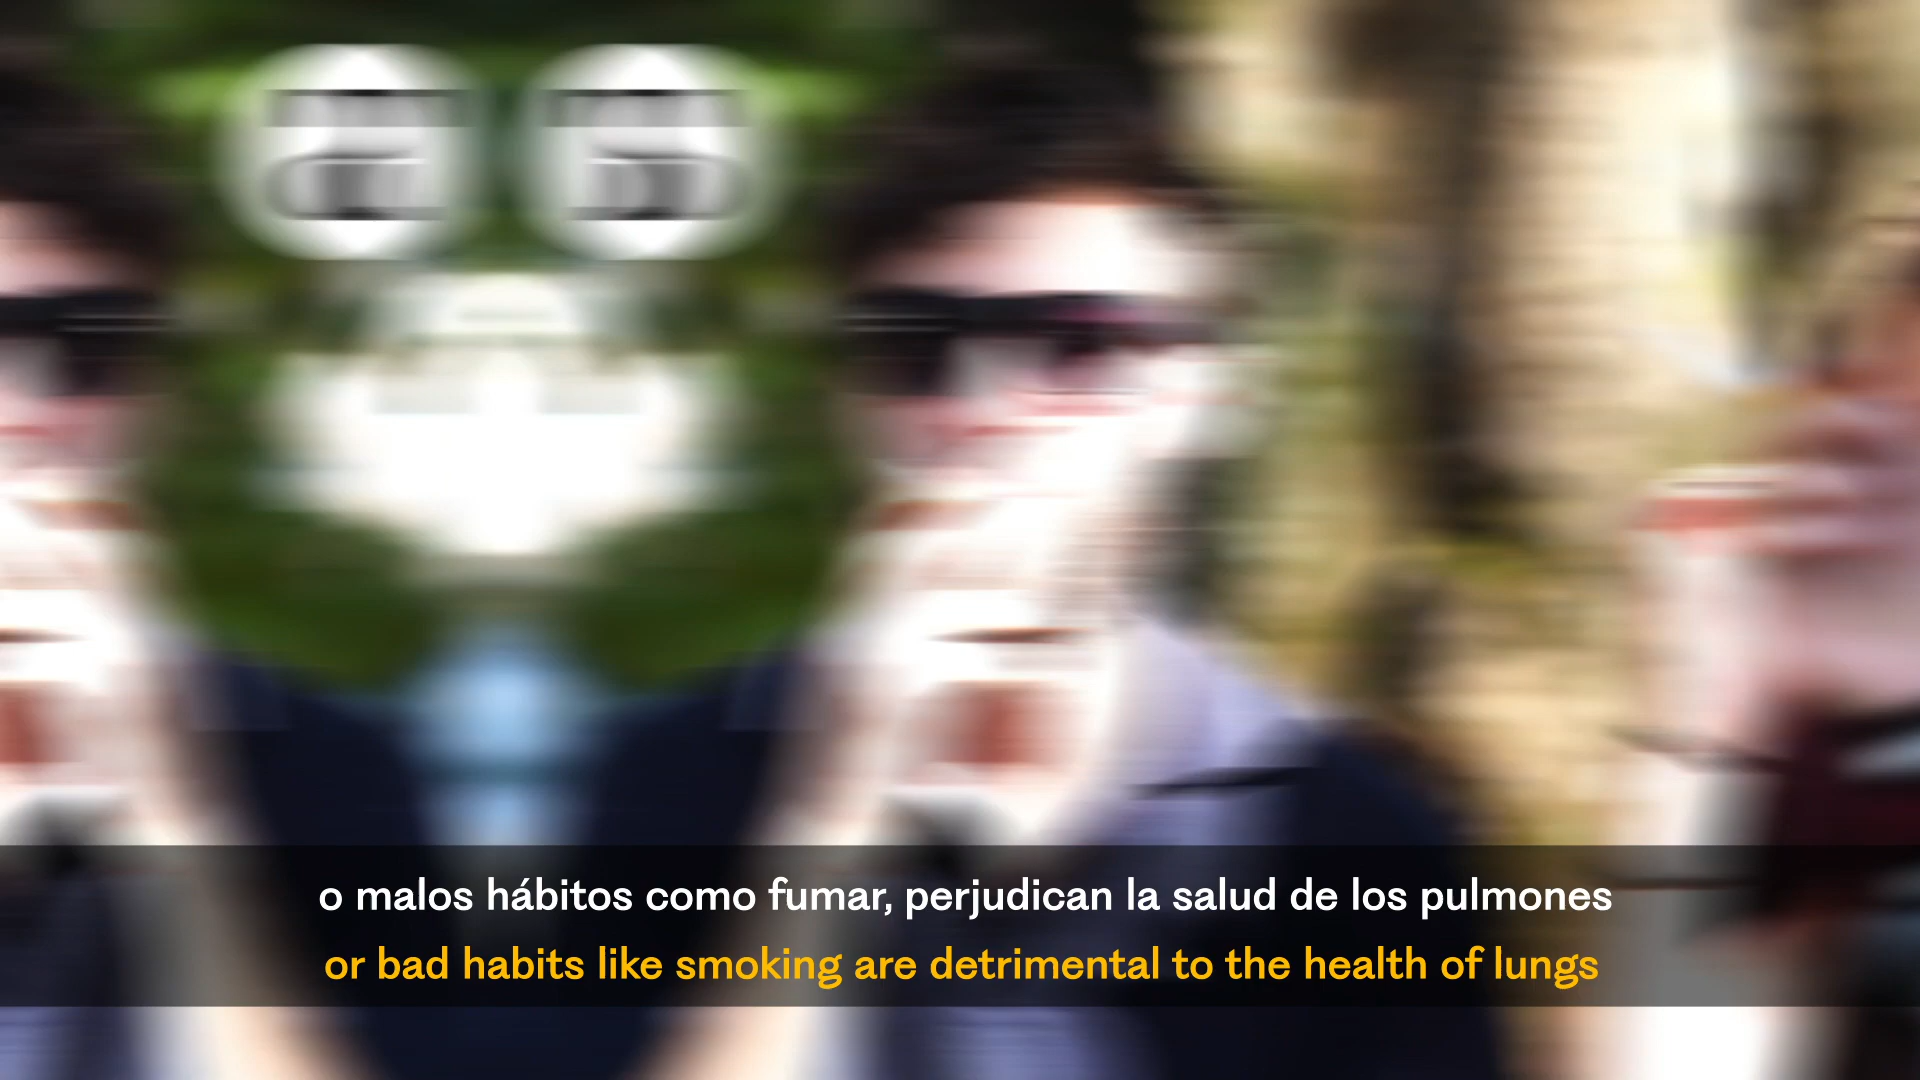 o malos hábitos como fumar, perjudican la salud de los pulmones
or bad habits like smoking are detrimental to the health of lungs